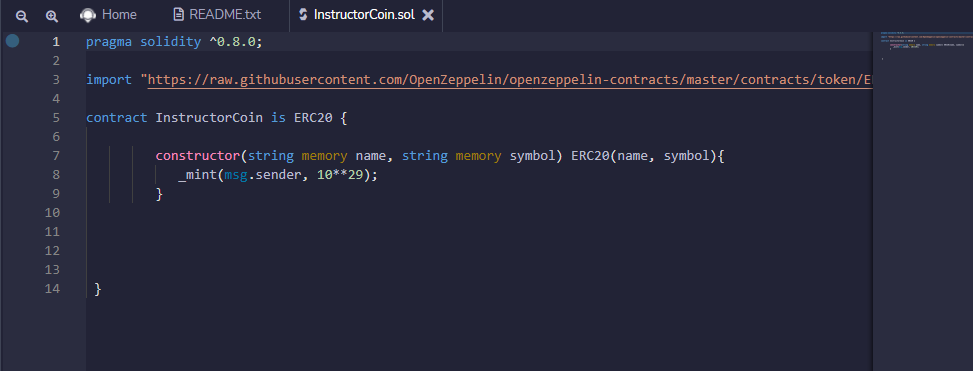 Home README.txt InstructorCoin.sol
1 pragma solidity ^0.8.0;
2
3 import "https://raw.githubusercontent.com/OpenZeppelin/openzeppelin-contracts/master/contracts/token/E
4
5 contract InstructorCoin is ERC20 {
6
7 constructor(string memory name, string memory symbol) ERC20(name, symbol){
8 _mint(msg.sender, 10**29);
9 }
10
11
12
13
14 }